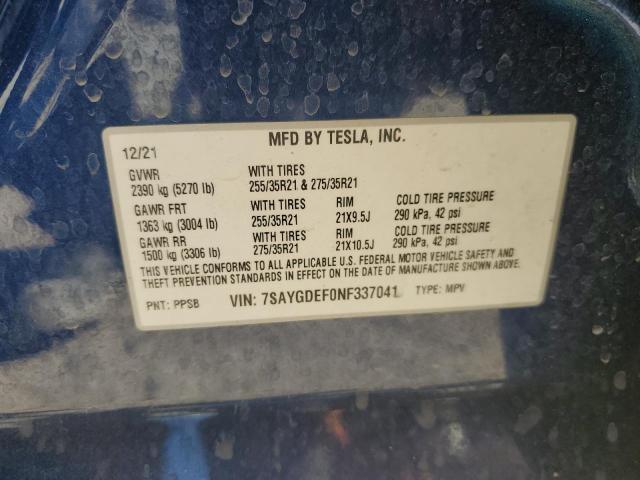 MFD BY TESLA, INC.
12/21
GVWR WITH TIRES
2390 kg (5270 lb) 255/35R21 & 275/35R21
GAWR FRT WITH TIRES RIM COLD TIRE PRESSURE
1363 kg (3004 lb) 255/35R21 21X9.5J 290 kPa, 42 psi
GAWR RR WITH TIRES RIM COLD TIRE PRESSURE
1500 kg (3306 lb) 275/35R21 21X10.5J 290 kPa, 42 psi
THIS VEHICLE CONFORMS TO ALL APPLICABLE U.S. FEDERAL MOTOR VEHICLE SAFETY AND
THEFT PREVENTION STANDARDS IN EFFECT ON THE DATE OF MANUFACTURE SHOWN ABOVE.
PNT: PPSB VIN: 7SAYGDEF0NF337041 TYPE: MPV